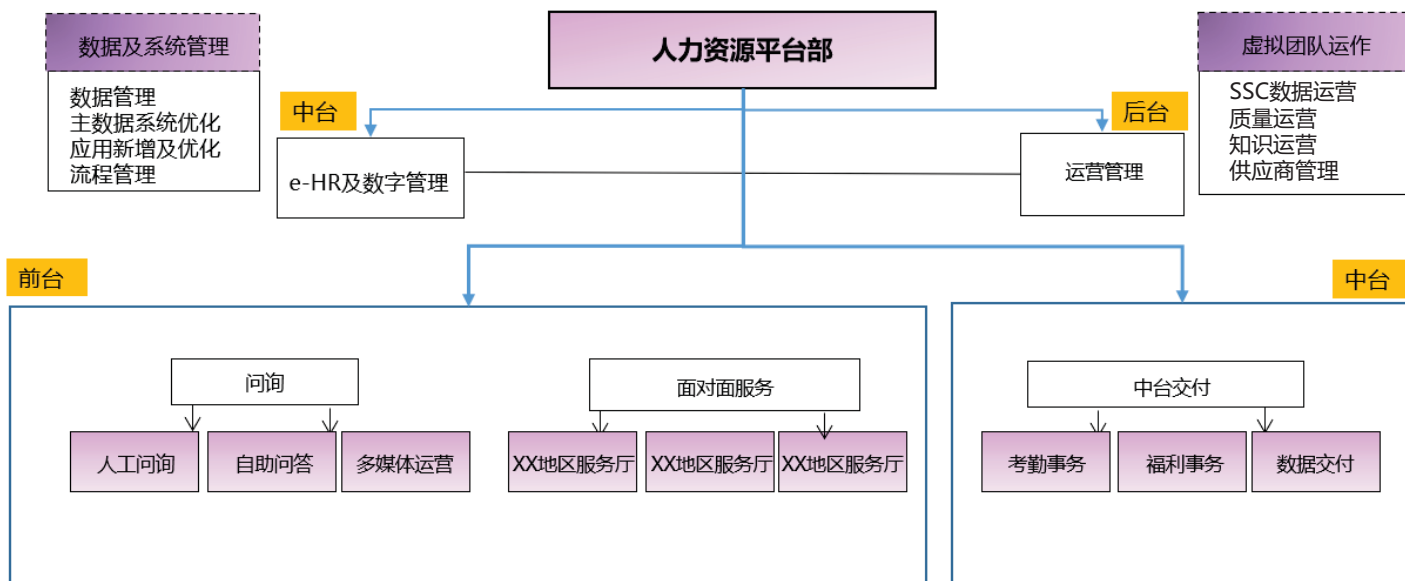 数据及系统管理
人力资源平台部
虚拟团队运作
数据管理
主数据系统优化
应用新增及优化
流程管理
中台
后台
SSC数据运营
质量运营
知识运营
供应商管理
e-HR及数字管理
运营管理
前台
中台
问询
面对面服务
中台交付
人工问询
自助问答
多媒体运营
XX地区服务厅
XX地区服务厅
XX地区服务厅
考勤事务
福利事务
数据交付